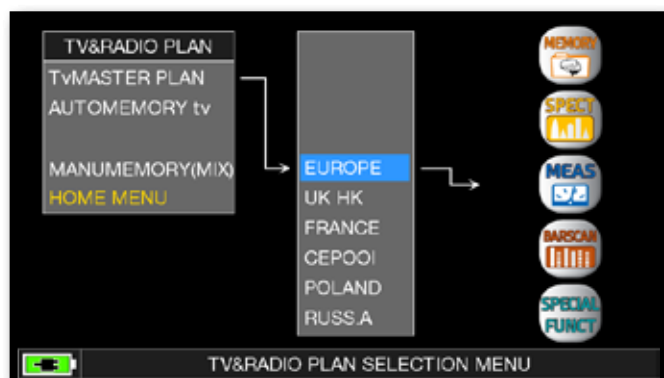 TV&RADIO PLAN
TvMASTER PLAN
AUTOMEMORY tv
MANUMEMORY(MIX)
HOME MENU
EUROPE
UK HK
FRANCE
CEPOOI
POLAND
RUSS.A
MEMORY
SPECT
MEAS
BARSCAN
SPECIAL
FUNCT
TV&RADIO PLAN SELECTION MENU